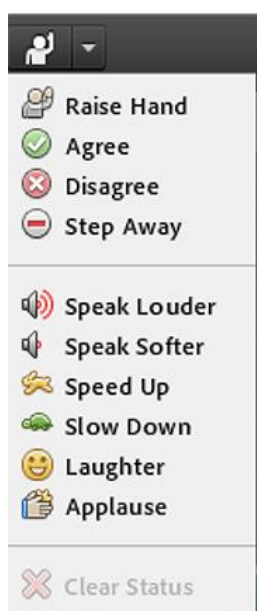 Raise Hand
Agree
Disagree
Step Away
Speak Louder
Speak Softer
Speed Up
Slow Down
Laughter
Applause
Clear Status